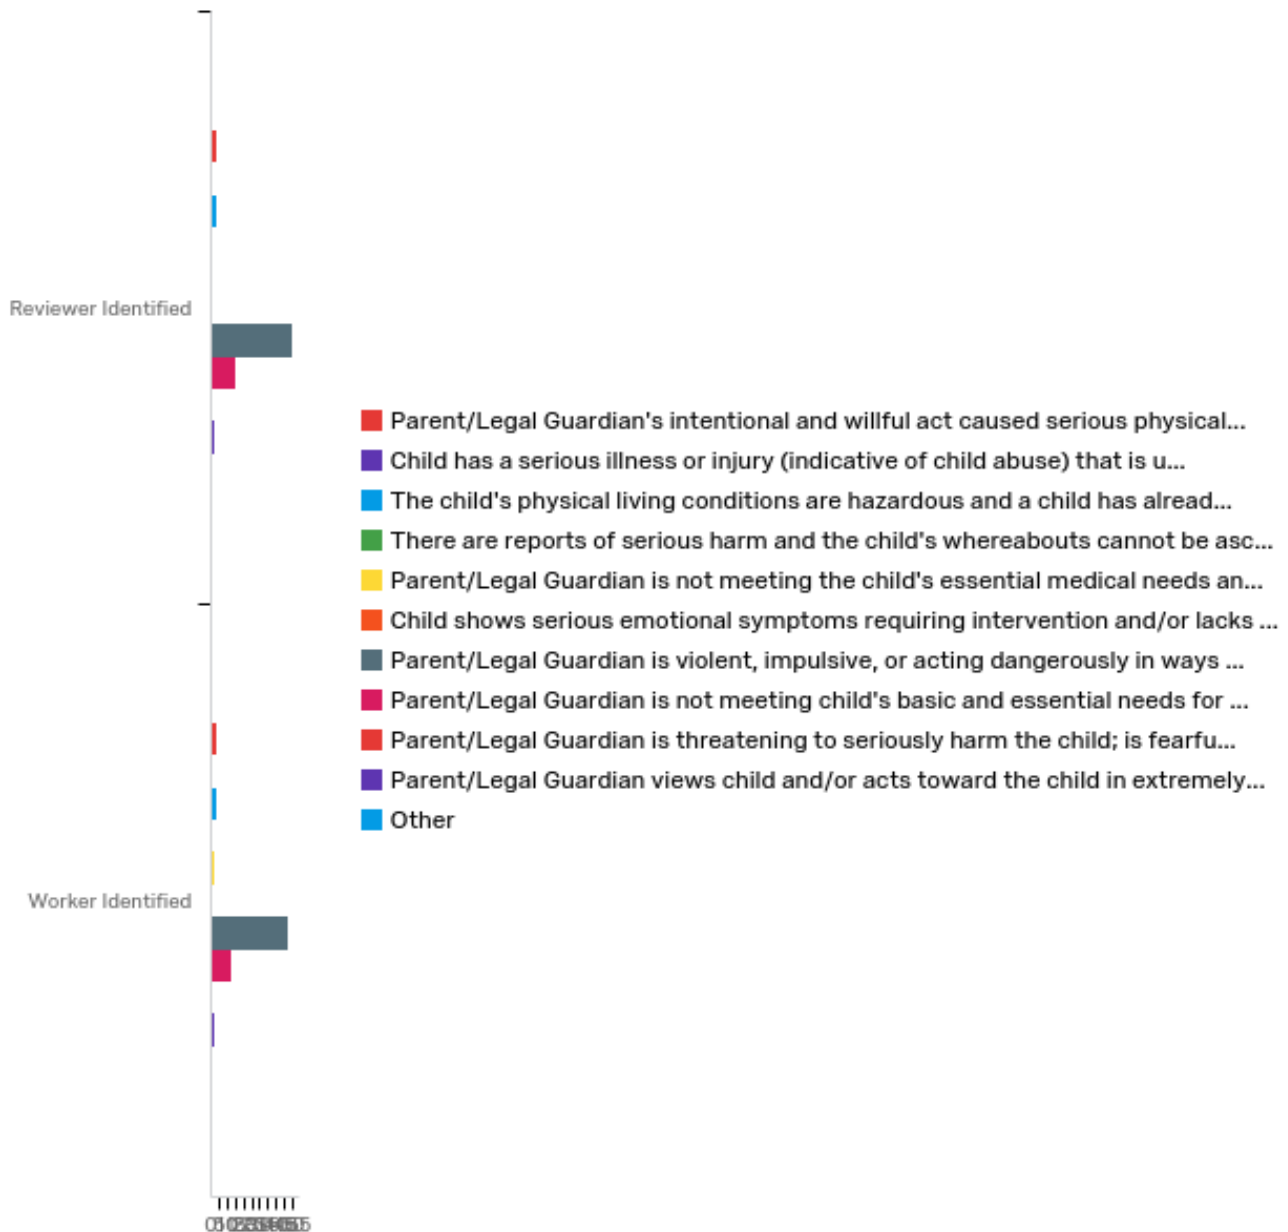 Reviewer Identified
Parent/Legal Guardian's intentional and willful act caused serious physical...
Child has a serious illness or injury (indicative of child abuse) that is u...
The child's physical living conditions are hazardous and a child has alread...
There are reports of serious harm and the child's whereabouts cannot be asc...
Parent/Legal Guardian is not meeting the child's essential medical needs an...
Child shows serious emotional symptoms requiring intervention and/or lacks ...
Parent/Legal Guardian is violent, impulsive, or acting dangerously in ways ...
Parent/Legal Guardian is not meeting child's basic and essential needs for ...
Parent/Legal Guardian is threatening to seriously harm the child; is fearfu...
Parent/Legal Guardian views child and/or acts toward the child in extremely...
Other
Worker Identified